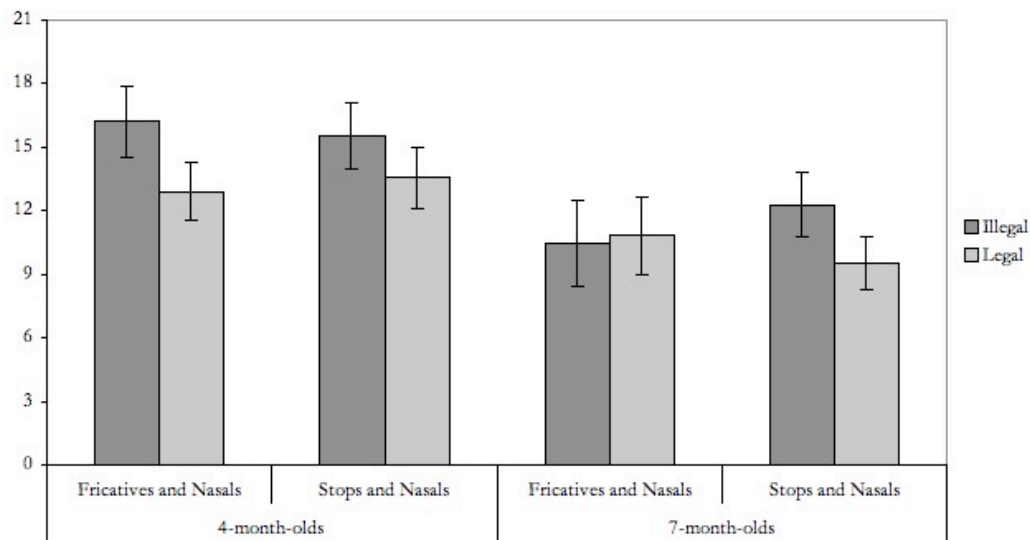 21
18
15
12
9
6
3
0
Illegal
Legal
Fricatives and Nasals Stops and Nasals Fricatives and Nasals Stops and Nasals
4-month-olds 7-month-olds